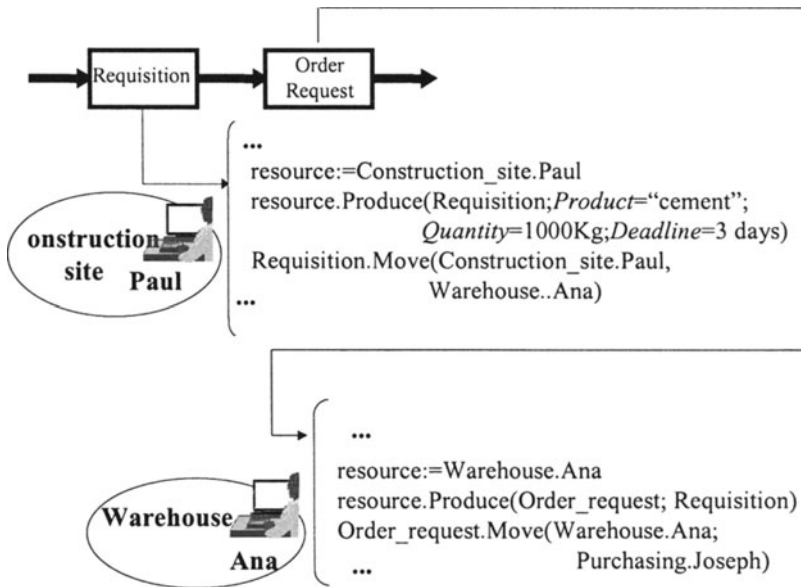 Requisition
Order
Request
...
resource:=Construction_site.Paul
resource.Produce(Requisition;Product=“cement”;
Quantity=1000Kg;Deadline=3 days)
Requisition.Move(Construction_site.Paul,
Warehouse..Ana)
...
onstruction
site
Paul
...
resource:=Warehouse.Ana
resource.Produce(Order_request; Requisition)
Order_request.Move(Warehouse.Ana;
Purchasing.Joseph)
...
Warehouse
Ana